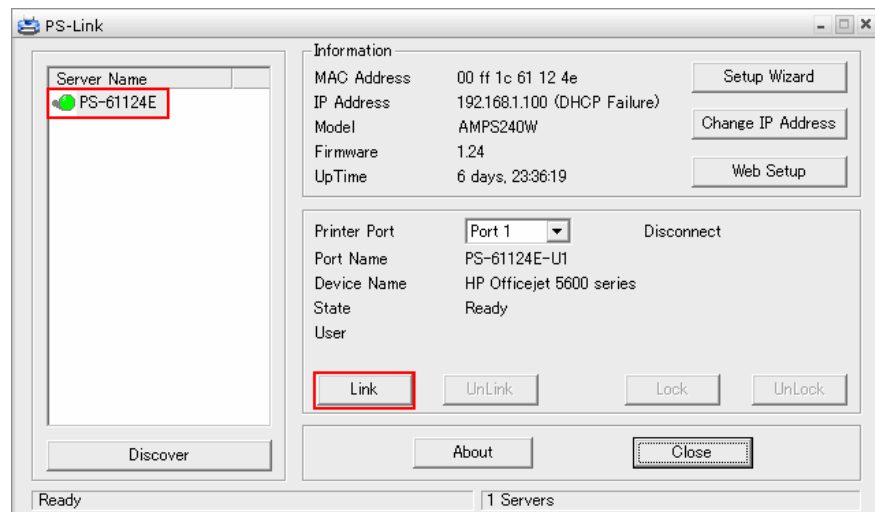 PS-Link
Server Name
PS-61124E
Discover
Information
MAC Address 00 ff 1c 61 12 4e
IP Address 192.168.1.100 (DHCP Failure)
Model AMPS240W
Firmware 1.24
UpTime 6 days, 23:36:19
Setup Wizard
Change IP Address
Web Setup
Printer Port Port 1 Disconnect
Port Name PS-61124E-U1
Device Name HP Officejet 5600 series
State Ready
User
Link UnLink Lock UnLock
About Close
Ready 1 Servers